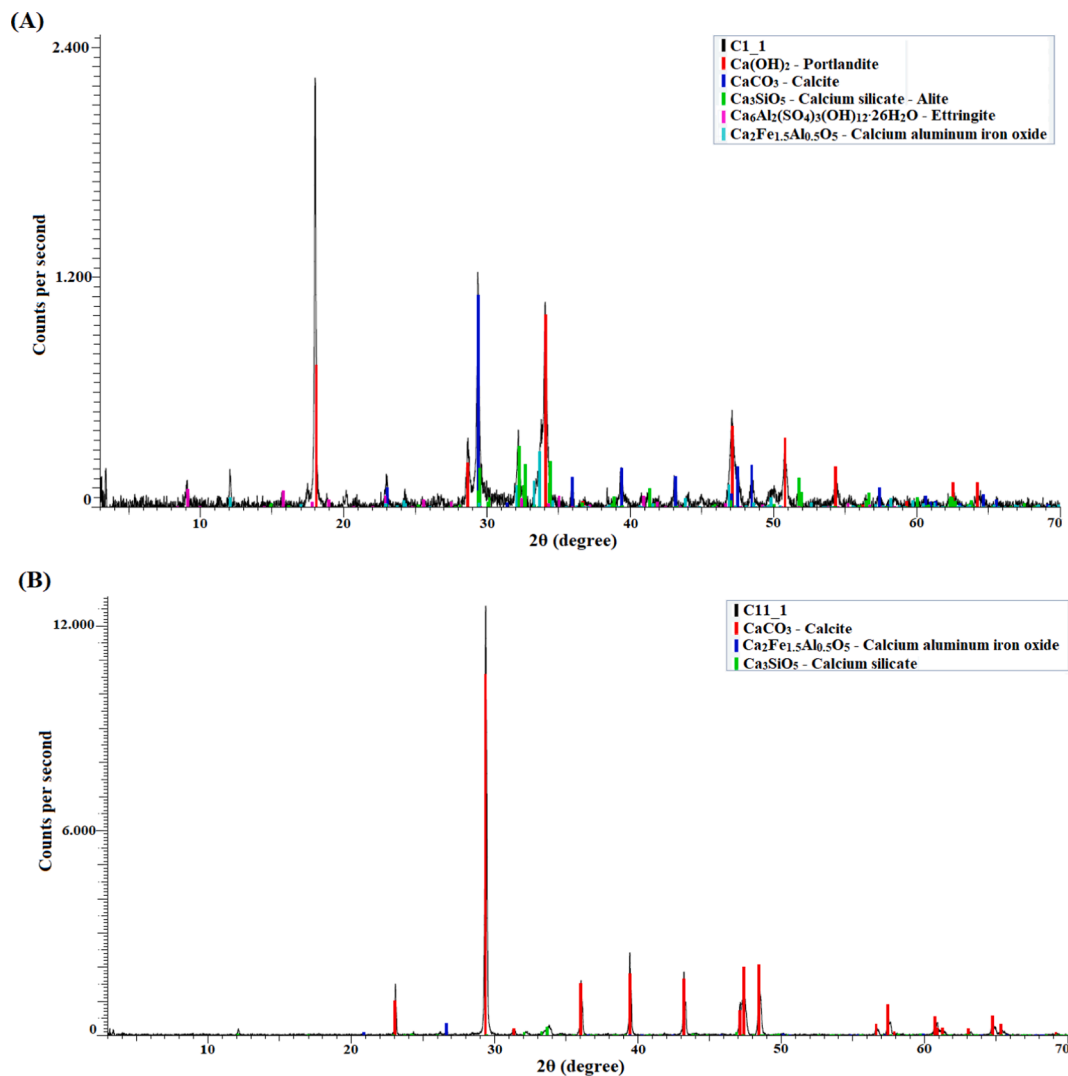 (A)
2.400
1.200
0
Counts per second
C1_1
Ca(OH)₂ - Portlandite
CaCO₃ - Calcite
Ca₃SiO₅ - Calcium silicate - Alite
Ca₆Al₂(SO₄)₃(OH)₁₂·26H₂O - Ettringite
Ca₂Fe₁.₅Al₀.₅O₅ - Calcium aluminum iron oxide
10 20 30 40 50 60 70
2θ (degree)
(B)
12.000
6.000
0
Counts per second
C11_1
CaCO₃ - Calcite
Ca₂Fe₁.₅Al₀.₅O₅ - Calcium aluminum iron oxide
Ca₃SiO₅ - Calcium silicate
10 20 30 40 50 60 70
2θ (degree)